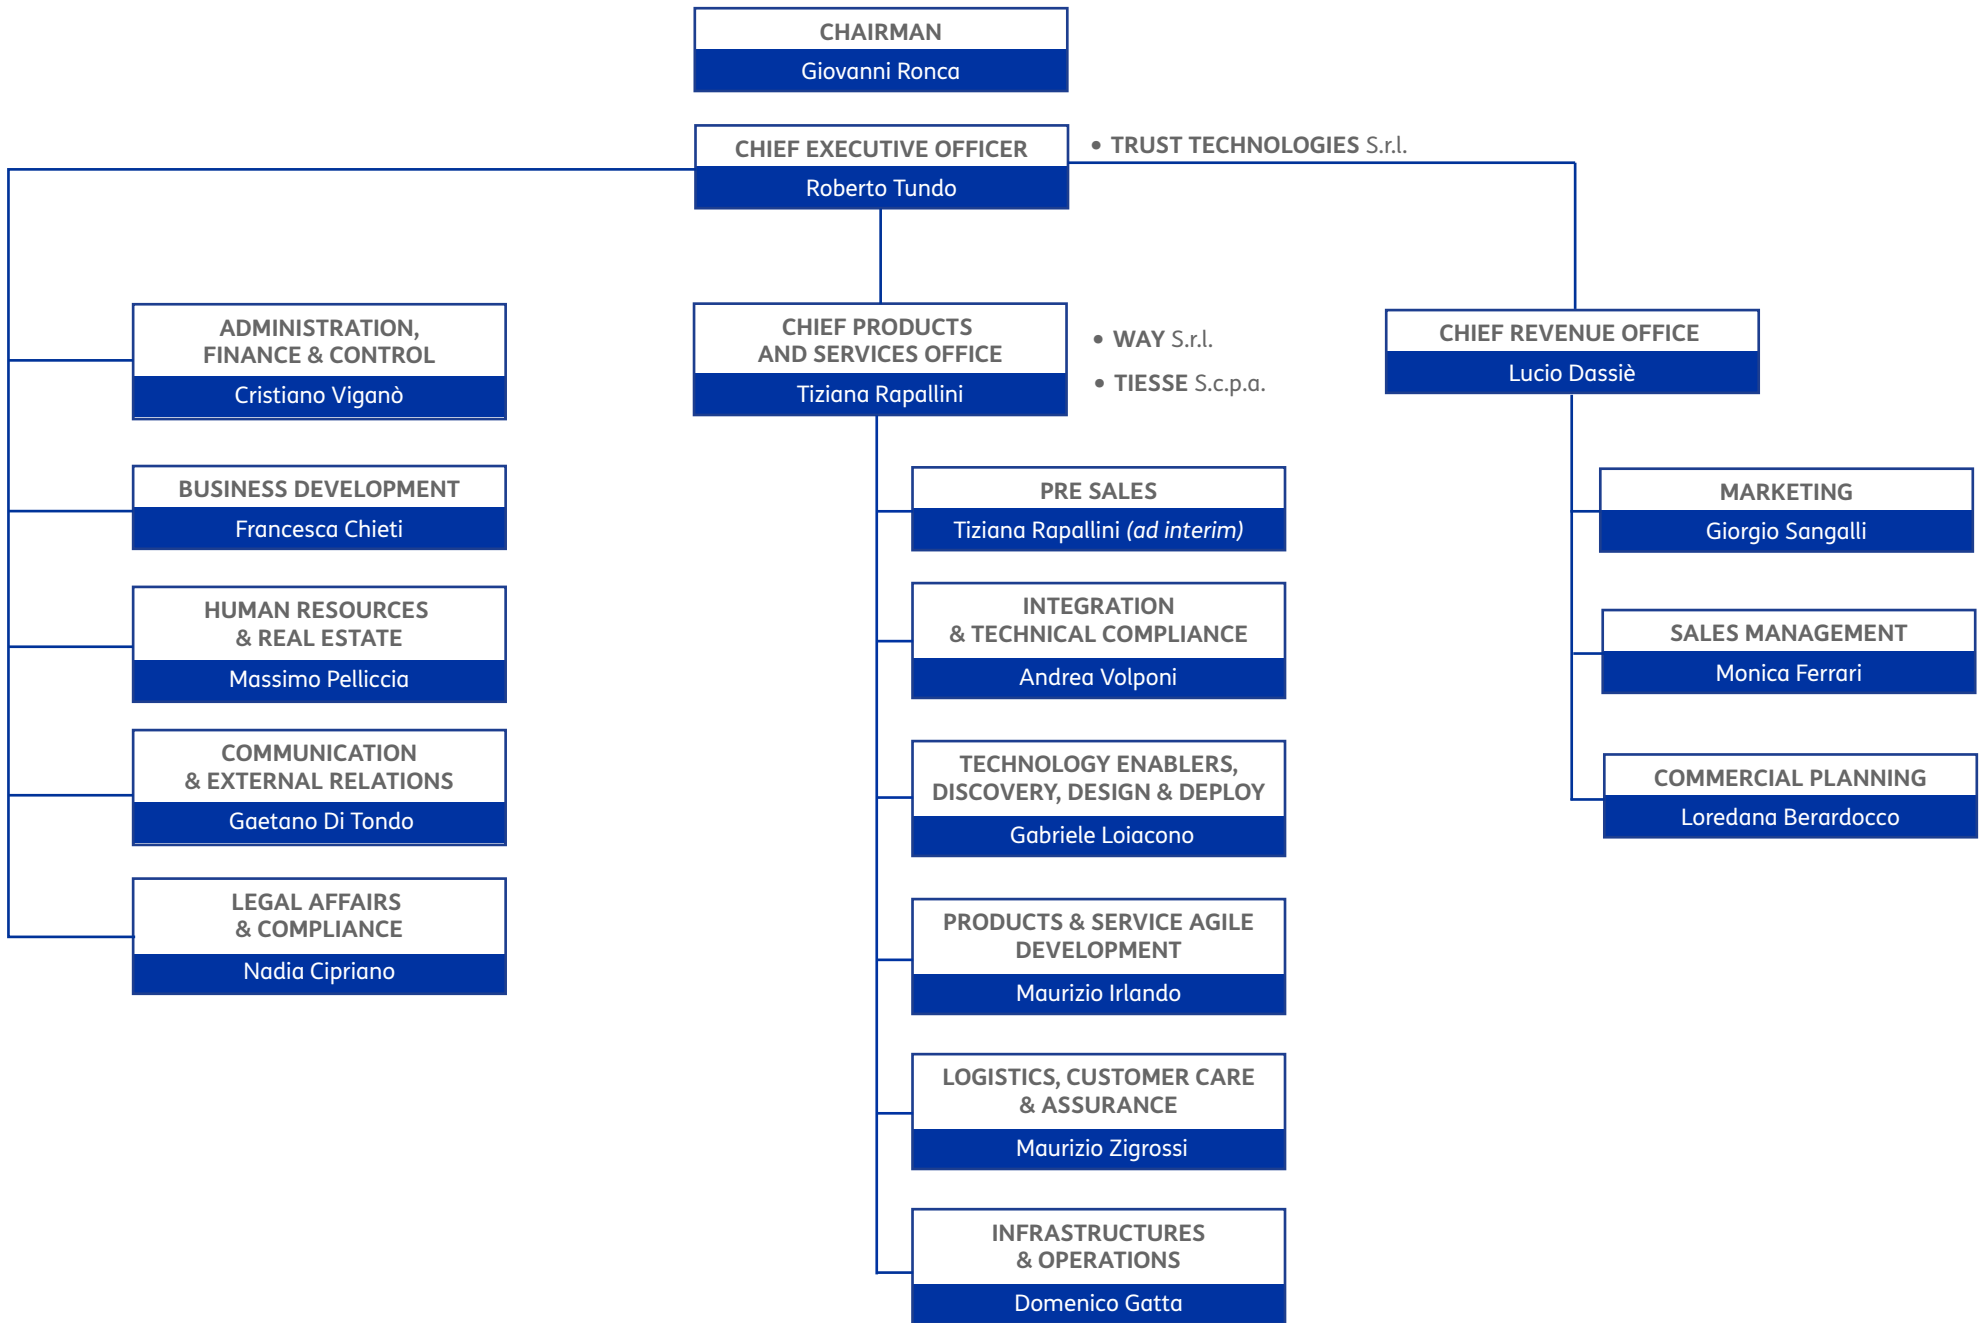 CHAIRMAN
Giovanni Ronca
CHIEF EXECUTIVE OFFICER
Roberto Tundo
• TRUST TECHNOLOGIES S.r.l.
ADMINISTRATION,
FINANCE & CONTROL
Cristiano Viganò
BUSINESS DEVELOPMENT
Francesca Chieti
HUMAN RESOURCES
& REAL ESTATE
Massimo Pelliccia
COMMUNICATION
& EXTERNAL RELATIONS
Gaetano Di Tondo
LEGAL AFFAIRS
& COMPLIANCE
Nadia Cipriano
CHIEF PRODUCTS
AND SERVICES OFFICE
Tiziana Rapallini
• WAY S.r.l.
• TIESSE S.c.p.a.
PRE SALES
Tiziana Rapallini (ad interim)
INTEGRATION
& TECHNICAL COMPLIANCE
Andrea Volponi
TECHNOLOGY ENABLERS,
DISCOVERY, DESIGN & DEPLOY
Gabriele Loiacono
PRODUCTS & SERVICE AGILE
DEVELOPMENT
Maurizio Irlando
LOGISTICS, CUSTOMER CARE
& ASSURANCE
Maurizio Zigrossi
INFRASTRUCTURES
& OPERATIONS
Domenico Gatta
CHIEF REVENUE OFFICE
Lucio Dassiè
MARKETING
Giorgio Sangalli
SALES MANAGEMENT
Monica Ferrari
COMMERCIAL PLANNING
Loredana Berardocco